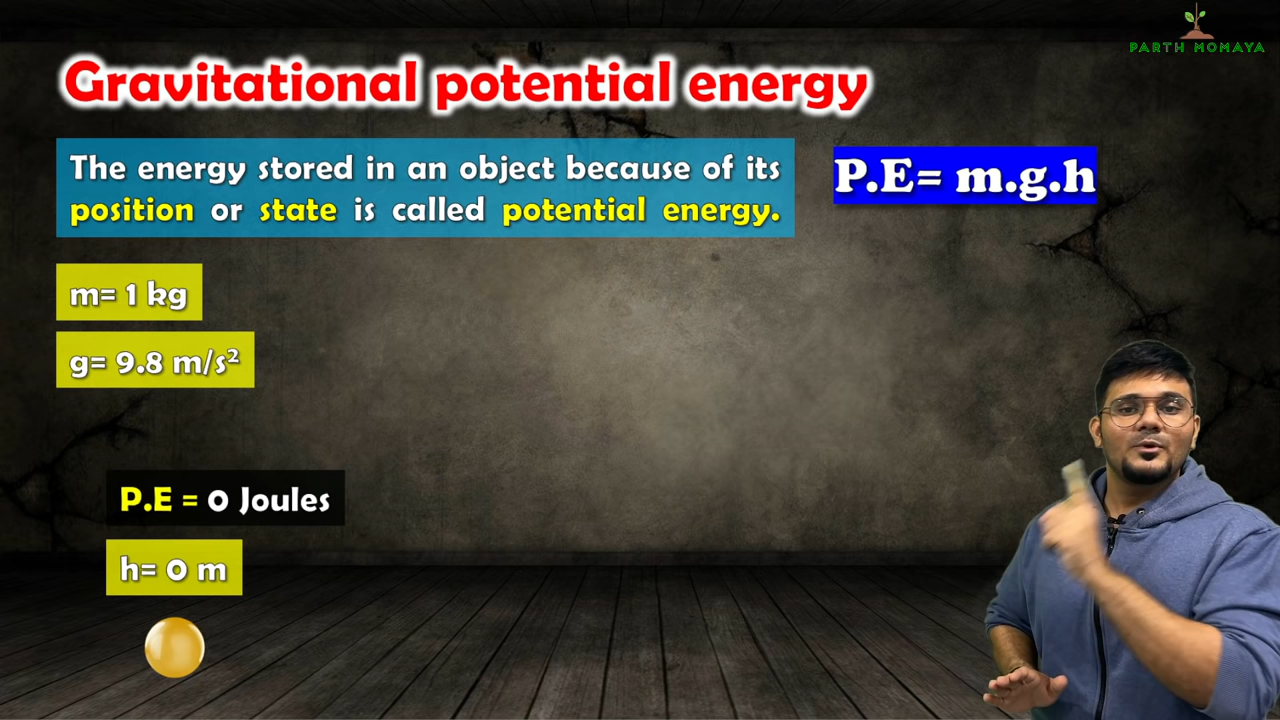 PARTH MOMAYA
Gravitational potential energy
The energy stored in an object because of its
position or state is called potential energy.
P.E= m.g.h
m= 1 kg
g= 9.8 m/s²
P.E = 0 Joules
h= 0 m